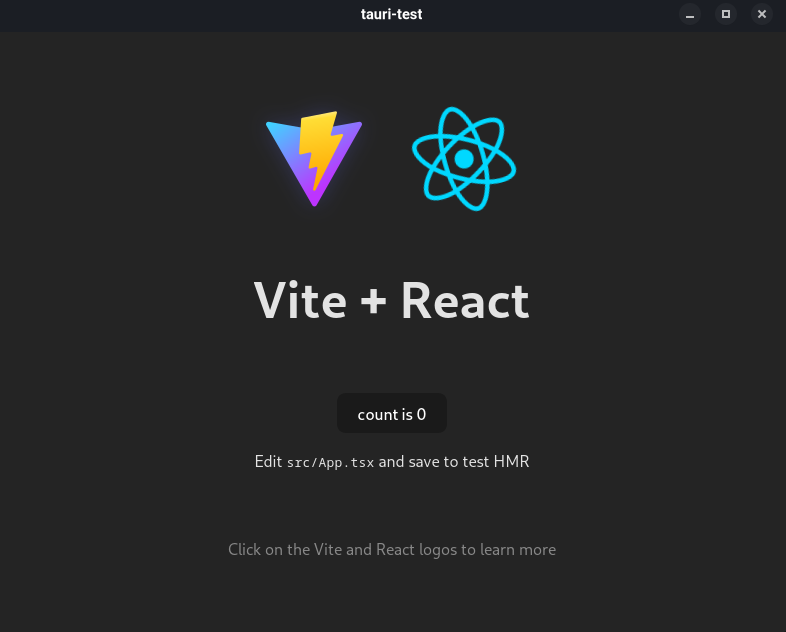 tauri-test
Vite + React
count is 0
Edit src/App.tsx and save to test HMR
Click on the Vite and React logos to learn more